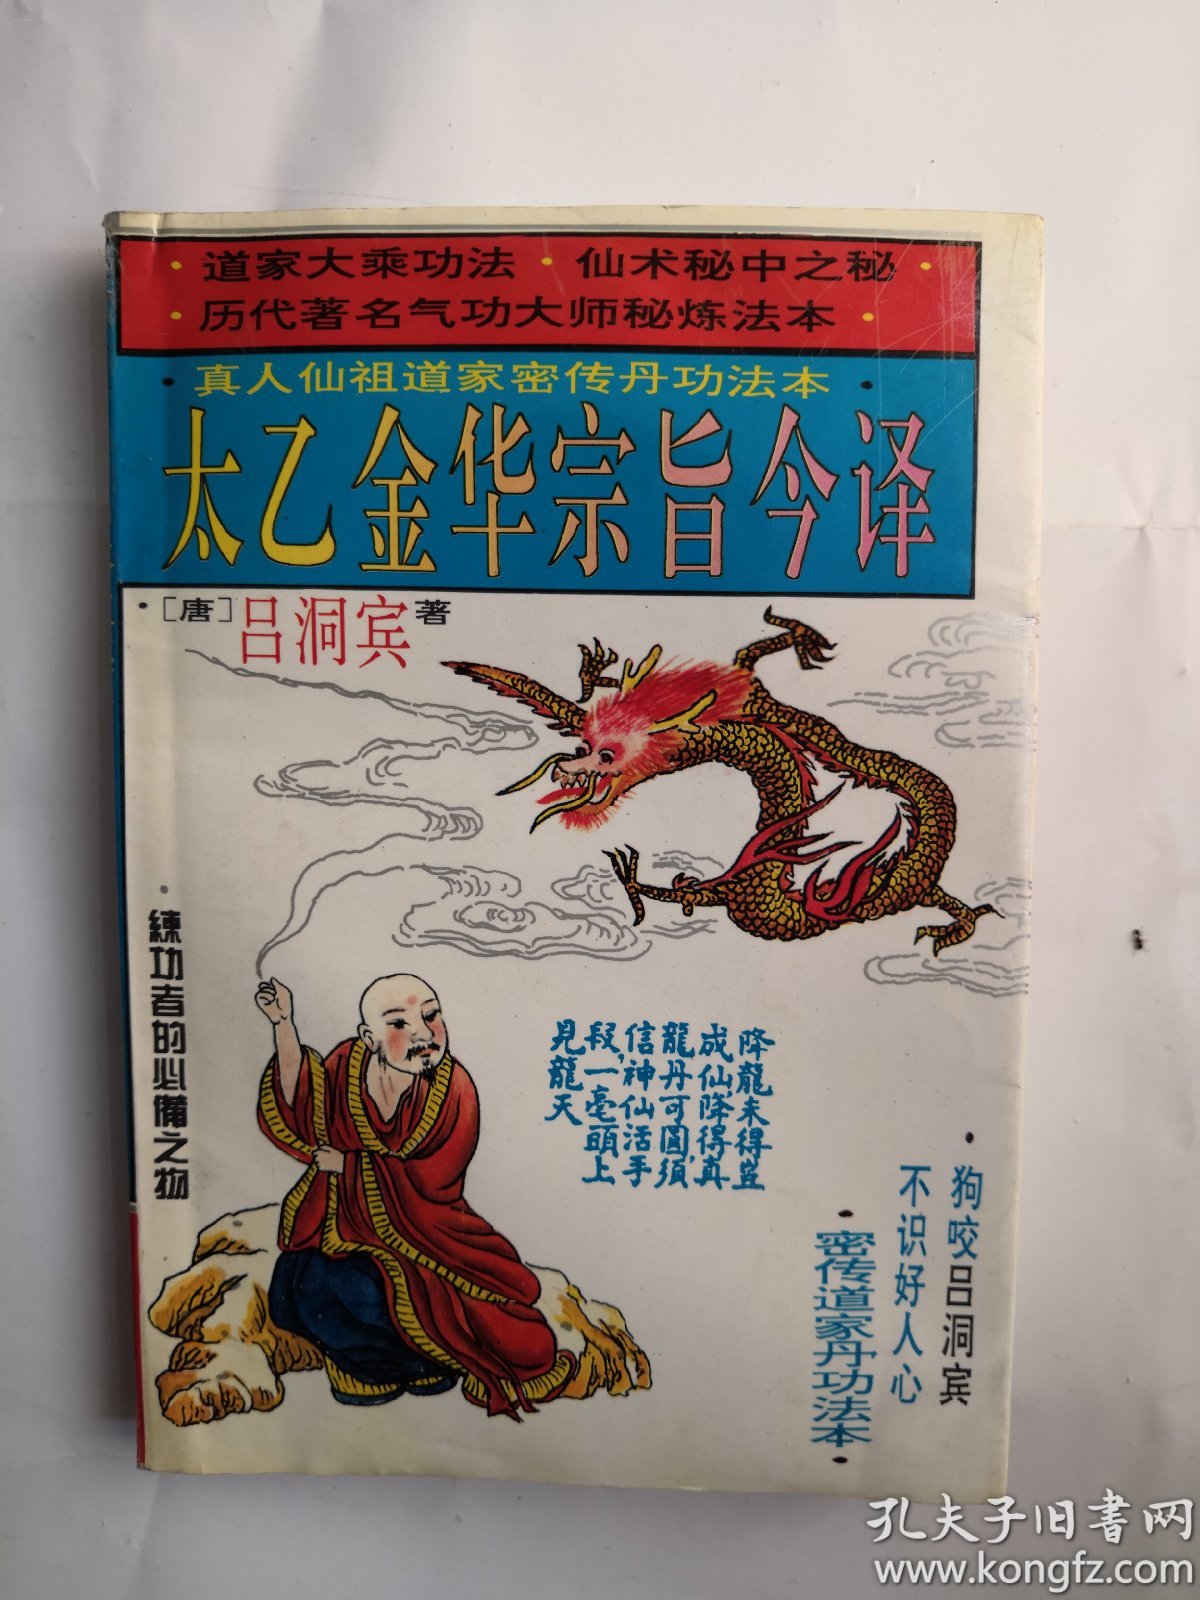 ·道家大乘功法·仙术秘中之秘·
·历代著名气功大师秘炼法本·
·真人仙祖道家密传丹功法本·
太乙金华宗旨今译
·［唐］吕洞宾著
·練功者的必備之物
降龍未得豈
成仙,降得真
龍丹可圓,須
信神仙活手
段,一毫頭上
見龍天
·狗咬吕洞宾
不识好人心
·密传道家丹功法本·
孔夫子旧書网
www.kongfz.com